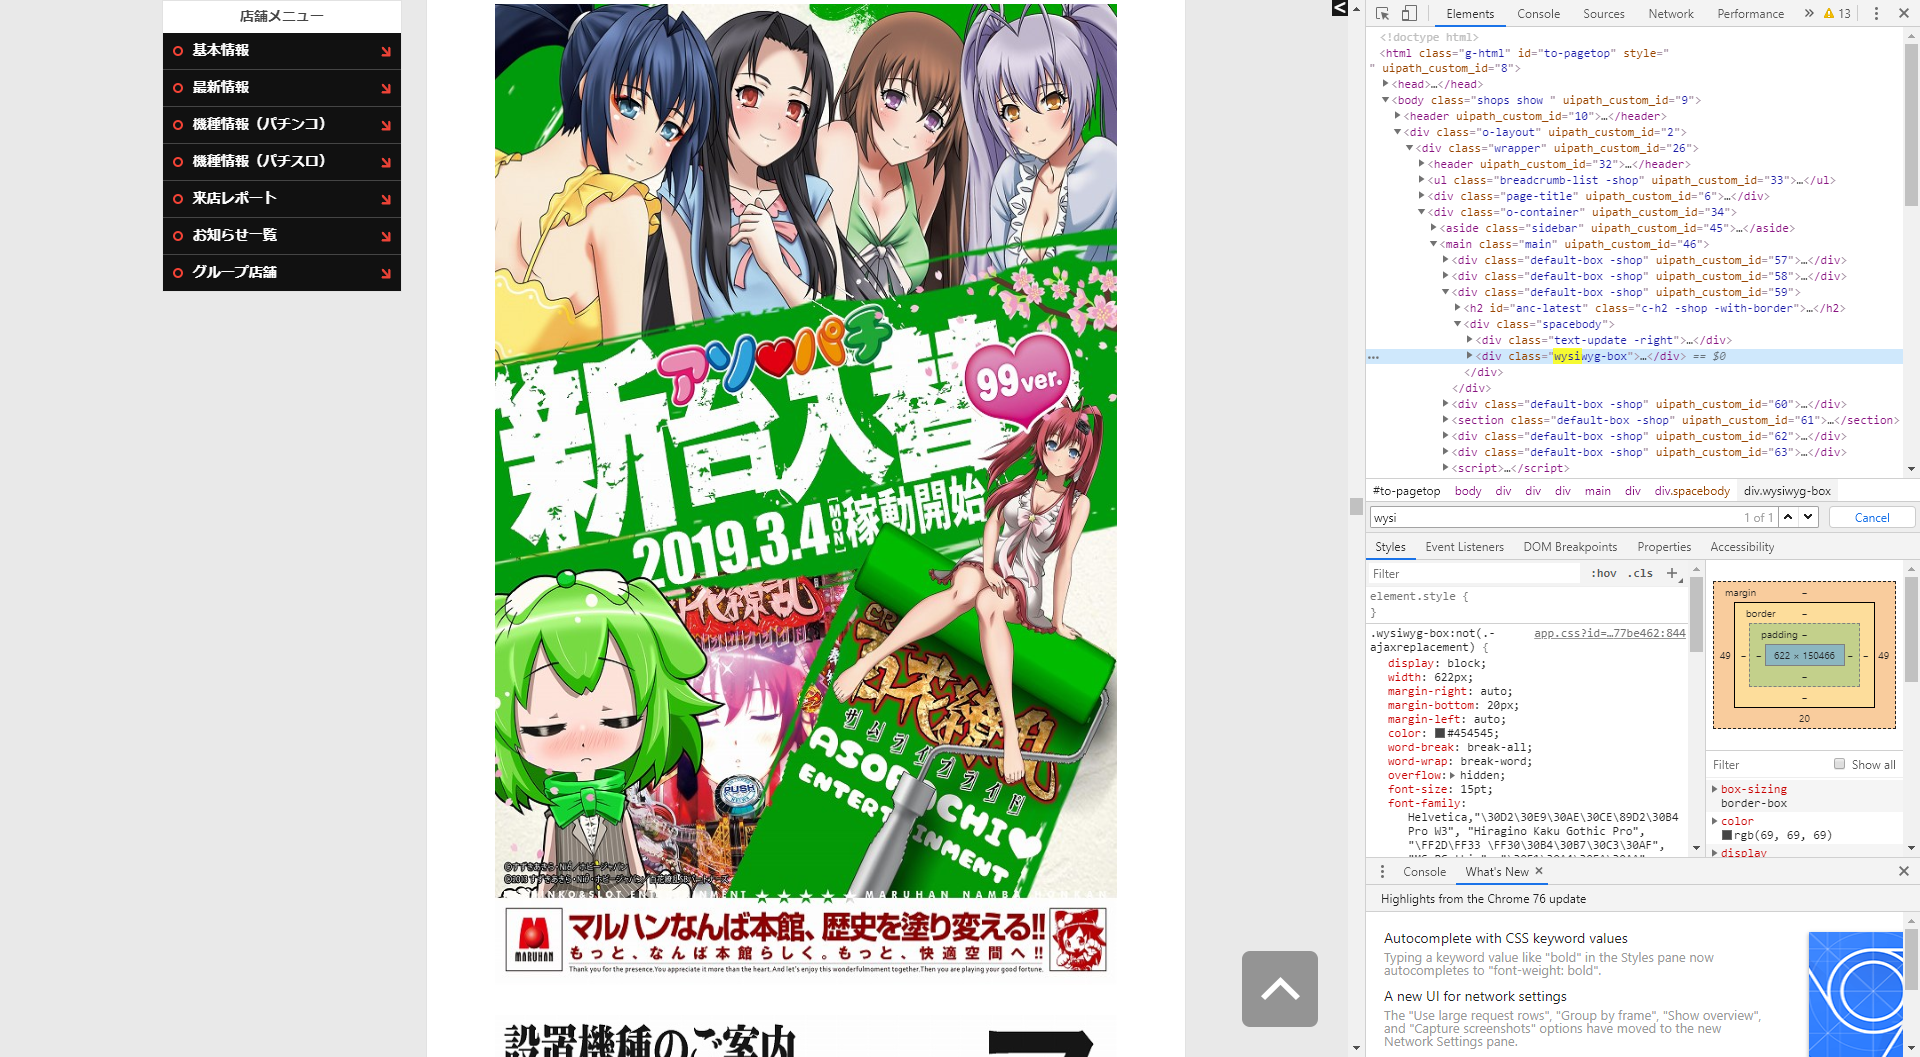 店舗メニュー
基本情報
最新情報
機種情報（パチンコ）
機種情報（パチスロ）
来店レポート
お知らせ一覧
グループ店舗
アソ♥パチ
新台入替
99ver.
2019.3.4[MON]稼動開始
PUSH
サムライブライド
ASOPACHI♥
ENTERTAINMENT
マルハンなんば本館、歴史を塗り変える!!
もっと、なんば本館らしく。もっと、快適空間へ!!
MARUHAN
Thank you for the presence.You appreciate it more than the heart.And let's enjoy this wonderfulmoment together.Then you are playing your good fortune.
設置機種のご案内
<
Elements Console Sources Network Performance » 13
<!doctype html>
<html class="g-html" id="to-pagetop" style="
" uipath_custom_id="8">
<head>…</head>
<body class="shops show " uipath_custom_id="9">
<header uipath_custom_id="10">…</header>
<div class="o-layout" uipath_custom_id="2">
<div class="wrapper" uipath_custom_id="26">
<header uipath_custom_id="32">…</header>
<ul class="breadcrumb-list -shop" uipath_custom_id="33">…</ul>
<div class="page-title" uipath_custom_id="6">…</div>
<div class="o-container" uipath_custom_id="34">
<aside class="sidebar" uipath_custom_id="45">…</aside>
<main class="main" uipath_custom_id="46">
<div class="default-box -shop" uipath_custom_id="57">…</div>
<div class="default-box -shop" uipath_custom_id="58">…</div>
<div class="default-box -shop" uipath_custom_id="59">
<h2 id="anc-latest" class="c-h2 -shop -with-border">…</h2>
<div class="spacebody">
<div class="text-update -right">…</div>
… <div class="wysiwyg-box">…</div> == $0
</div>
</div>
<div class="default-box -shop" uipath_custom_id="60">…</div>
<section class="default-box -shop" uipath_custom_id="61">…</section>
<div class="default-box -shop" uipath_custom_id="62">…</div>
<div class="default-box -shop" uipath_custom_id="63">…</div>
<script>…</script>
#to-pagetop body div div div main div div.spacebody div.wysiwyg-box
wysi 1 of 1 Cancel
Styles Event Listeners DOM Breakpoints Properties Accessibility
Filter :hov .cls +
element.style {
}
.wysiwyg-box:not(.- app.css?id=…77be462:844
ajaxreplacement) {
display: block;
width: 622px;
margin-right: auto;
margin-bottom: 20px;
margin-left: auto;
color: #454545;
word-break: break-all;
word-wrap: break-word;
overflow: hidden;
font-size: 15pt;
font-family:
Helvetica,"\30D2\30E9\30AE\30CE\89D2\30B4
Pro W3", "Hiragino Kaku Gothic Pro",
"\FF2D\FF33 \FF30\30B4\30B7\30C3\30AF",
margin –
border –
padding –
49 – – 622 × 150466 – – 49
–
–
20
Filter Show all
box-sizing
border-box
color
rgb(69, 69, 69)
display
Console What's New ×
Highlights from the Chrome 76 update
Autocomplete with CSS keyword values
Typing a keyword value like "bold" in the Styles pane now
autocompletes to "font-weight: bold".
A new UI for network settings
The "Use large request rows", "Group by frame", "Show overview",
and "Capture screenshots" options have moved to the new
Network Settings pane.